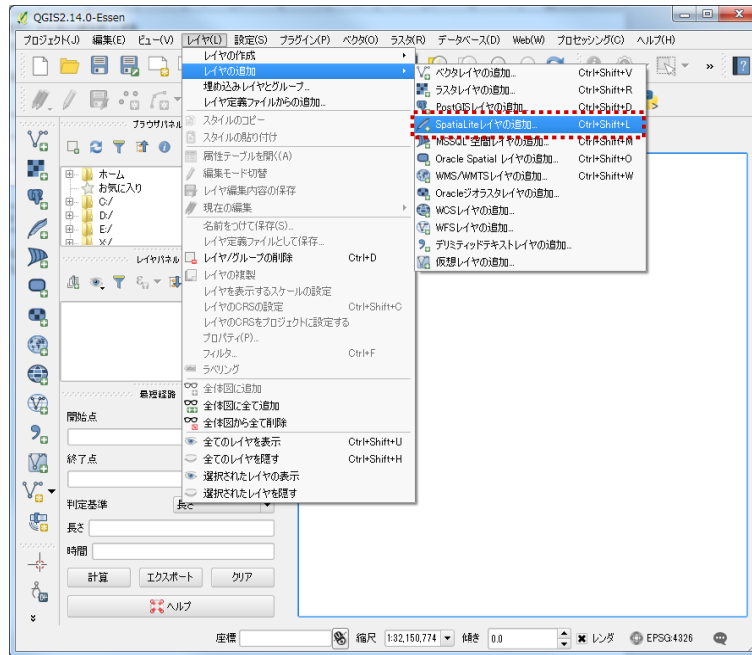 QGIS2.14.0-Essen
プロジェクト(J) 編集(E) ビュー(V) レイヤ(L) 設定(S) プラグイン(P) ベクタ(O) ラスタ(R) データベース(D) Web(W) プロセッシング(C) ヘルプ(H)
レイヤの作成
レイヤの追加
埋め込みレイヤとグループ...
レイヤ定義ファイルからの追加...
スタイルのコピー
スタイルの貼り付け
属性テーブルを開く(A)
編集モード切替
レイヤ編集内容の保存
現在の編集
名前をつけて保存(S)...
レイヤ定義ファイルとして保存...
レイヤ/グループの削除 Ctrl+D
レイヤの複製
レイヤを表示するスケールの設定
レイヤのCRSの設定 Ctrl+Shift+C
レイヤのCRSをプロジェクトに設定する
プロパティ(P)...
フィルタ... Ctrl+F
ラベリング
全体図に追加
全体図に全て追加
全体図から全て削除
全てのレイヤを表示 Ctrl+Shift+U
全てのレイヤを隠す Ctrl+Shift+H
選択されたレイヤの表示
選択されたレイヤを隠す
ベクタレイヤの追加... Ctrl+Shift+V
ラスタレイヤの追加... Ctrl+Shift+R
PostGISレイヤの追加... Ctrl+Shift+D
SpatiaLiteレイヤの追加... Ctrl+Shift+L
MSSQL 空間レイヤの追加... Ctrl+Shift+M
Oracle Spatial レイヤの追加... Ctrl+Shift+O
WMS/WMTSレイヤの追加... Ctrl+Shift+W
Oracleジオラスタレイヤの追加...
WCSレイヤの追加...
WFSレイヤの追加...
デリミティッドテキストレイヤの追加...
仮想レイヤの追加...
ブラウザパネル
ホーム
お気に入り
C:/
D:/
E:/
X:/
レイヤパネル
最短経路
開始点
終了点
判定基準 長さ
長さ
時間
計算 エクスポート クリア
ヘルプ
座標 縮尺 1:32,150,774 傾き 0.0 レンダ EPSG:4326